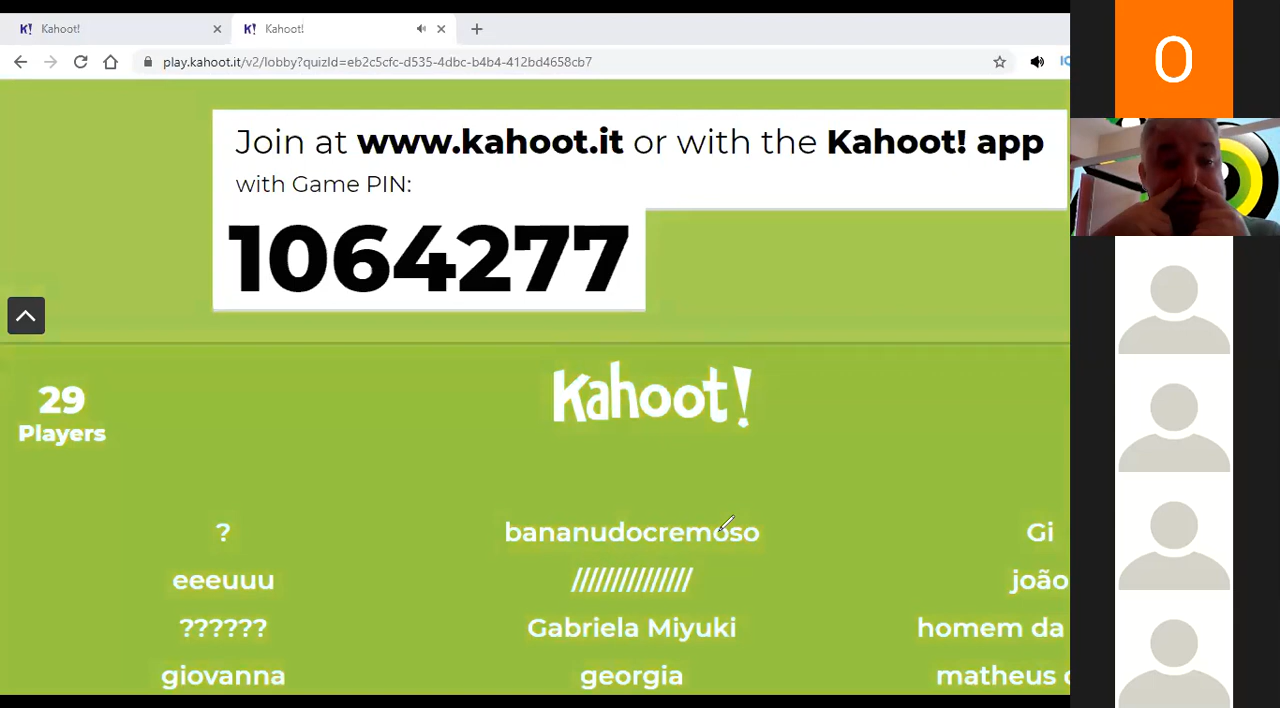 Kahoot!
Kahoot!
play.kahoot.it/v2/lobby?quizId=eb2c5cfc-d535-4dbc-b4b4-412bd4658cb7
Join at www.kahoot.it or with the Kahoot! app
with Game PIN:
1064277
29
Players
Kahoot!
? bananudocremoso Gi
eeeuuu //////////////// joão
?????? Gabriela Miyuki homem da
giovanna georgia matheus
O